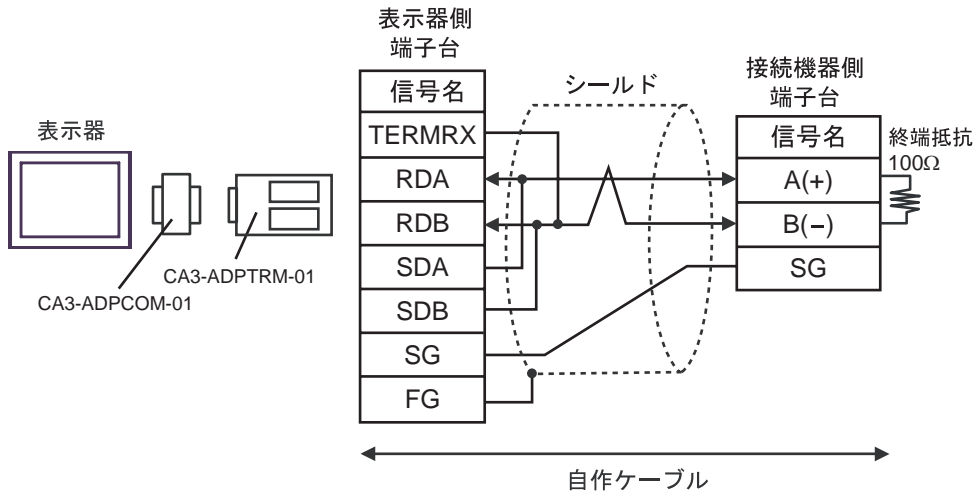 表示器
CA3-ADPCOM-01
CA3-ADPTRM-01
表示器側
端子台
信号名
TERMRX
RDA
RDB
SDA
SDB
SG
FG
シールド
接続機器側
端子台
信号名
A(+)
B(−)
SG
終端抵抗
100Ω
自作ケーブル